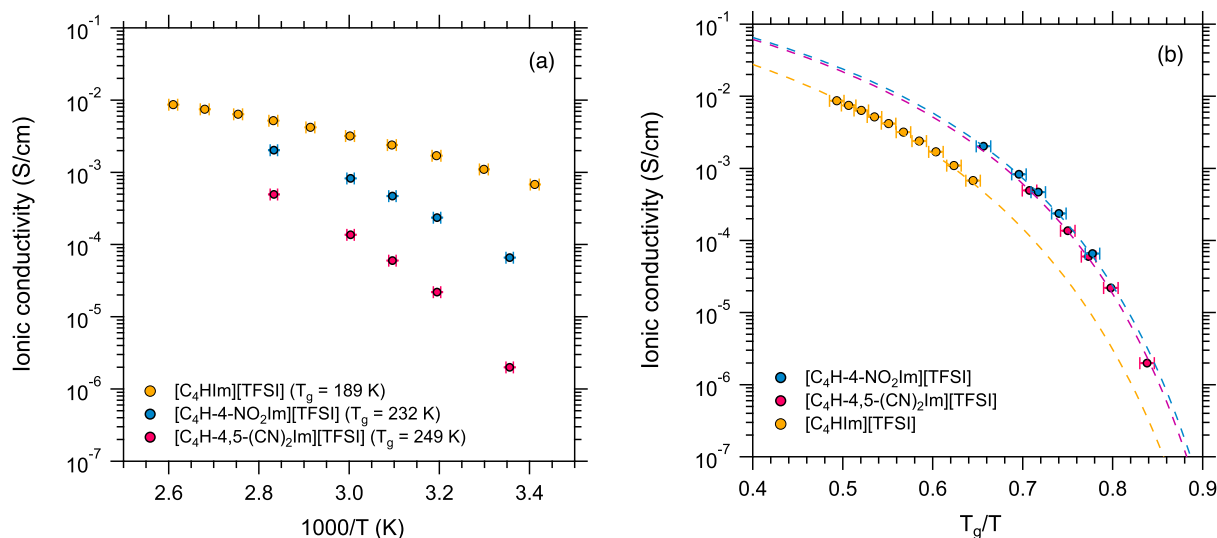 (a)
Ionic conductivity (S/cm)
10⁻¹
10⁻²
10⁻³
10⁻⁴
10⁻⁵
10⁻⁶
10⁻⁷
[C₄HIm][TFSI] (T_g = 189 K)
[C₄H-4-NO₂Im][TFSI] (T_g = 232 K)
[C₄H-4,5-(CN)₂Im][TFSI] (T_g = 249 K)
2.6 2.8 3.0 3.2 3.4
1000/T (K)
(b)
Ionic conductivity (S/cm)
10⁻¹
10⁻²
10⁻³
10⁻⁴
10⁻⁵
10⁻⁶
10⁻⁷
[C₄H-4-NO₂Im][TFSI]
[C₄H-4,5-(CN)₂Im][TFSI]
[C₄HIm][TFSI]
0.4 0.5 0.6 0.7 0.8 0.9
T_g/T